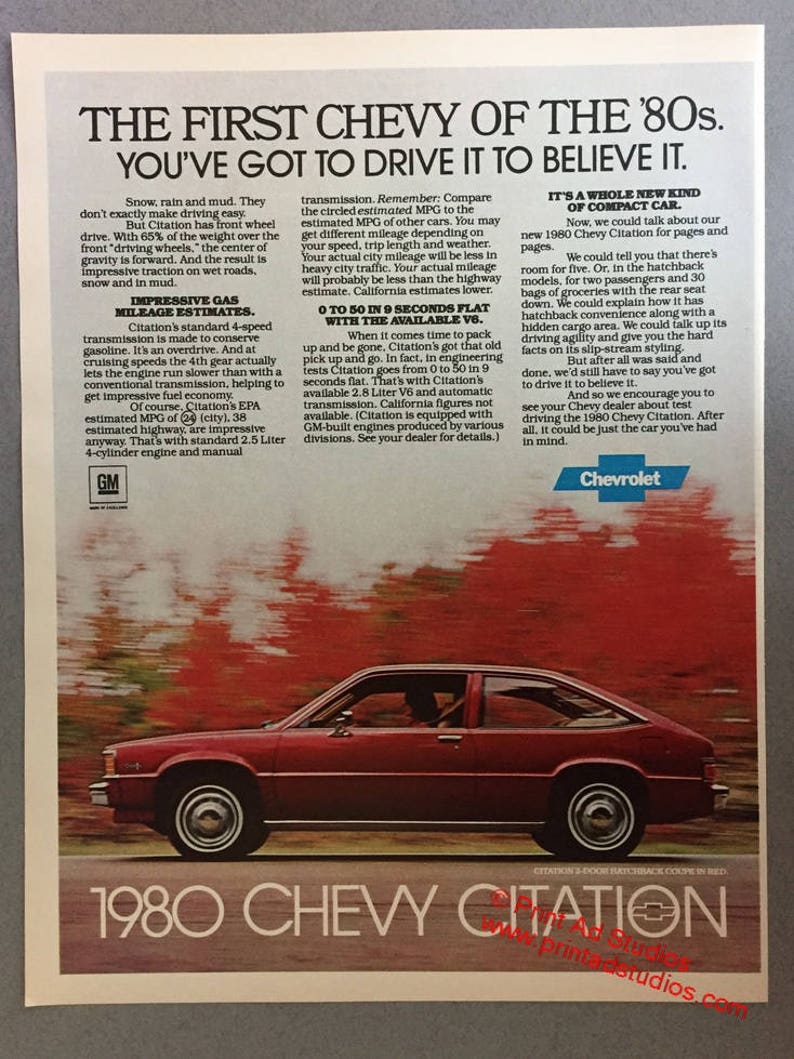 THE FIRST CHEVY OF THE '80s.
YOU'VE GOT TO DRIVE IT TO BELIEVE IT.
Snow, rain and mud. They
don't exactly make driving easy.
But Citation has front wheel
drive. With 65% of the weight over the
front "driving wheels," the center of
gravity is forward. And the result is
impressive traction on wet roads,
snow and in mud.
IMPRESSIVE GAS
MILEAGE ESTIMATES.
Citation's standard 4-speed
transmission is made to conserve
gasoline. It's an overdrive. And at
cruising speeds the 4th gear actually
lets the engine run slower than with a
conventional transmission, helping to
get impressive fuel economy.
Of course, Citation's EPA
estimated MPG of 24 (city), 38
estimated highway, are impressive
anyway. That's with standard 2.5 Liter
4-cylinder engine and manual
transmission. Remember: Compare
the circled estimated MPG to the
estimated MPG of other cars. You may
get different mileage depending on
your speed, trip length and weather.
Your actual city mileage will be less in
heavy city traffic. Your actual mileage
will probably be less than the highway
estimate. California estimates lower.
0 TO 50 IN 9 SECONDS FLAT
WITH THE AVAILABLE V6.
When it comes time to pack
up and be gone, Citation's got that old
pick up and go. In fact, in engineering
tests Citation goes from 0 to 50 in 9
seconds flat. That's with Citation's
available 2.8 Liter V6 and automatic
transmission. California figures not
available. (Citation is equipped with
GM-built engines produced by various
divisions. See your dealer for details.)
IT'S A WHOLE NEW KIND
OF COMPACT CAR.
Now, we could talk about our
new 1980 Chevy Citation for pages and
pages.
We could tell you that there's
room for five. Or, in the hatchback
models, for two passengers and 30
bags of groceries with the rear seat
down. We could explain how it has
hatchback convenience along with a
hidden cargo area. We could talk up its
driving agility and give you the hard
facts on its slip-stream styling.
But after all was said and
done, we'd still have to say you've got
to drive it to believe it.
And so we encourage you to
see your Chevy dealer about test
driving the 1980 Chevy Citation. After
all, it could be just the car you've had
in mind.
GM
MARK OF EXCELLENCE
Chevrolet
CITATION 2-DOOR HATCHBACK COUPE IN RED.
1980 CHEVY CITATION
© Print Ad Studios
www.printadstudios.com